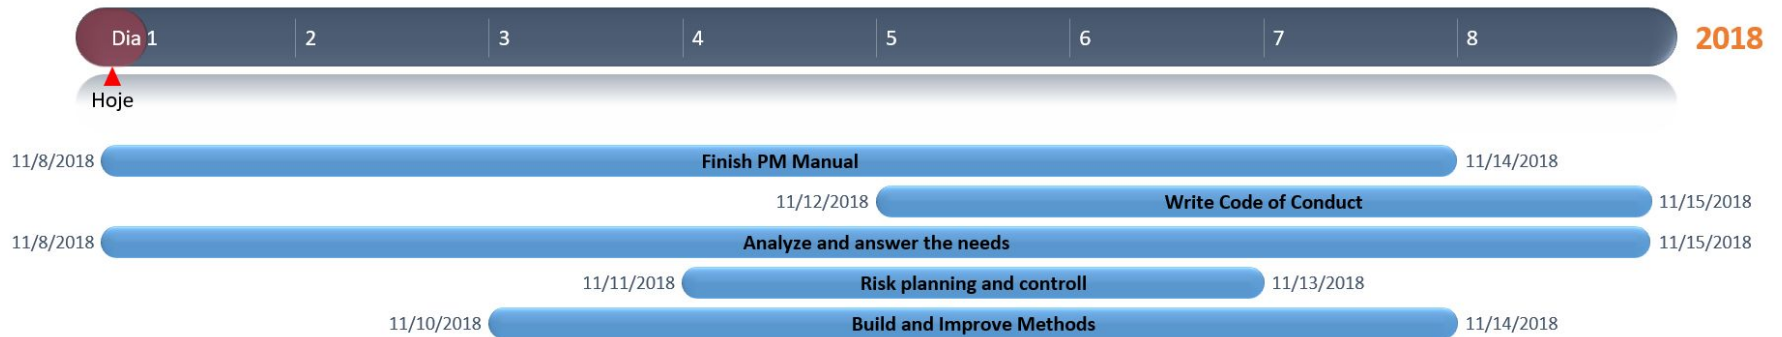 Dia 1 2 3 4 5 6 7 8 2018
Hoje
11/8/2018 Finish PM Manual 11/14/2018
11/12/2018 Write Code of Conduct 11/15/2018
11/8/2018 Analyze and answer the needs 11/15/2018
11/11/2018 Risk planning and controll 11/13/2018
11/10/2018 Build and Improve Methods 11/14/2018